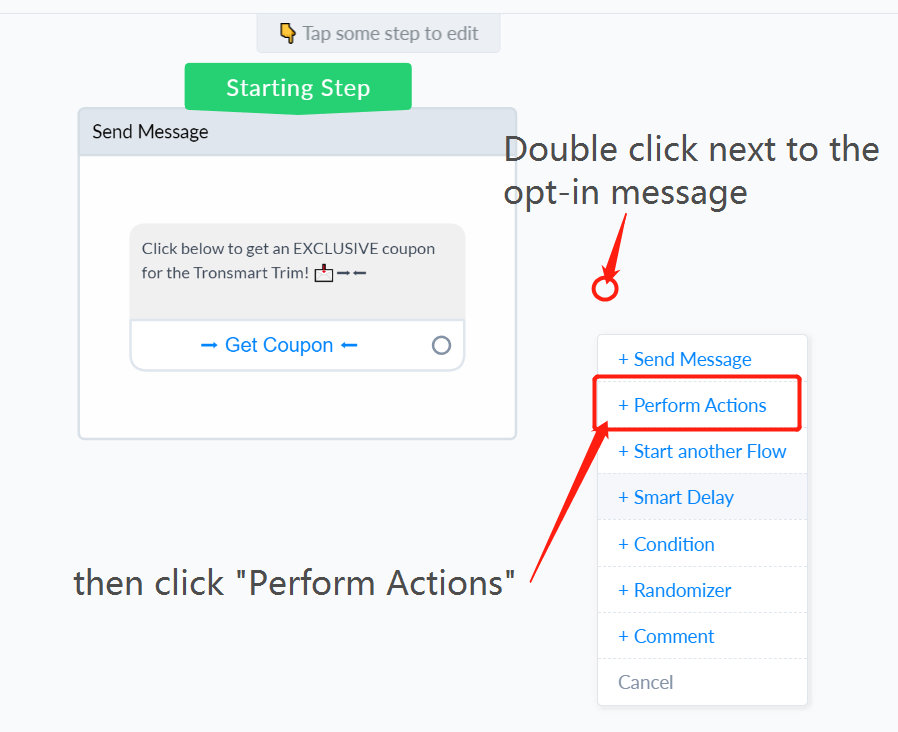 👇 Tap some step to edit
Starting Step
Send Message
Double click next to the
opt-in message
Click below to get an EXCLUSIVE coupon
for the Tronsmart Trim! 📩➡⬅
➡ Get Coupon ⬅
+ Send Message
+ Perform Actions
+ Start another Flow
+ Smart Delay
+ Condition
+ Randomizer
+ Comment
Cancel
then click "Perform Actions"